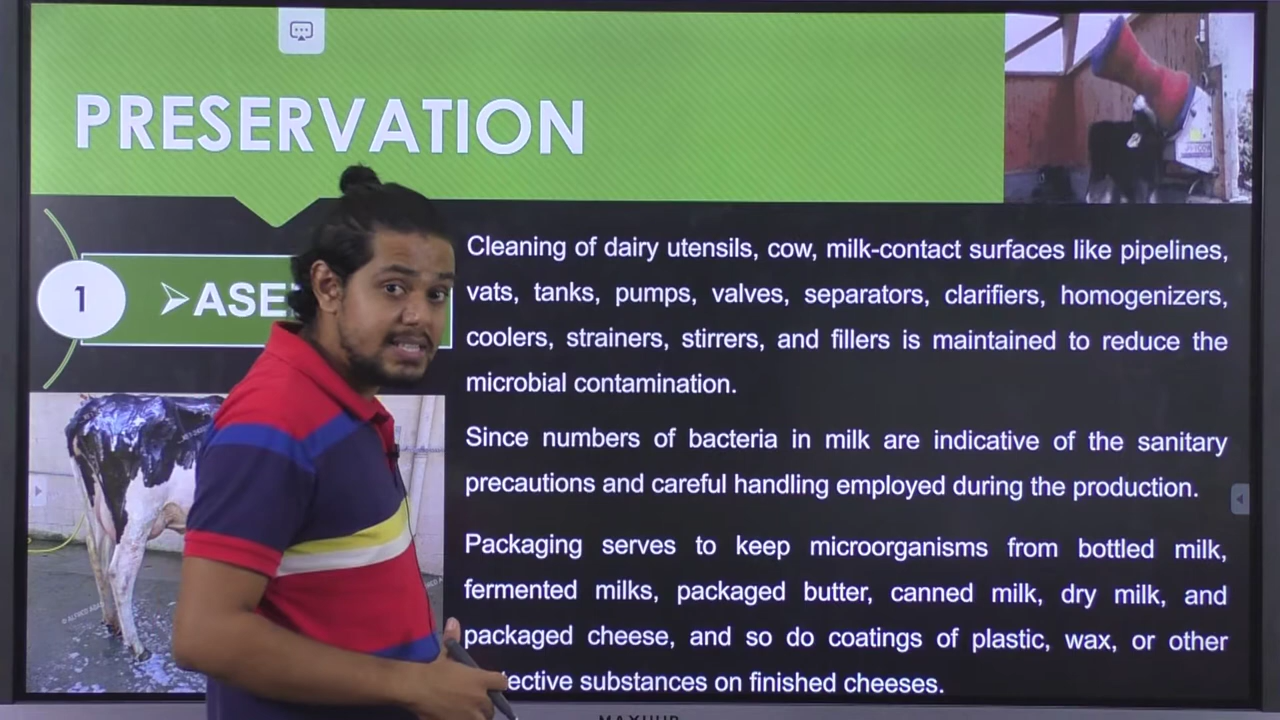 PRESERVATION
1
➢ASE
Cleaning of dairy utensils, cow, milk-contact surfaces like pipelines,
vats, tanks, pumps, valves, separators, clarifiers, homogenizers,
coolers, strainers, stirrers, and fillers is maintained to reduce the
microbial contamination.
Since numbers of bacteria in milk are indicative of the sanitary
precautions and careful handling employed during the production.
Packaging serves to keep microorganisms from bottled milk,
fermented milks, packaged butter, canned milk, dry milk, and
packaged cheese, and so do coatings of plastic, wax, or other
tective substances on finished cheeses.